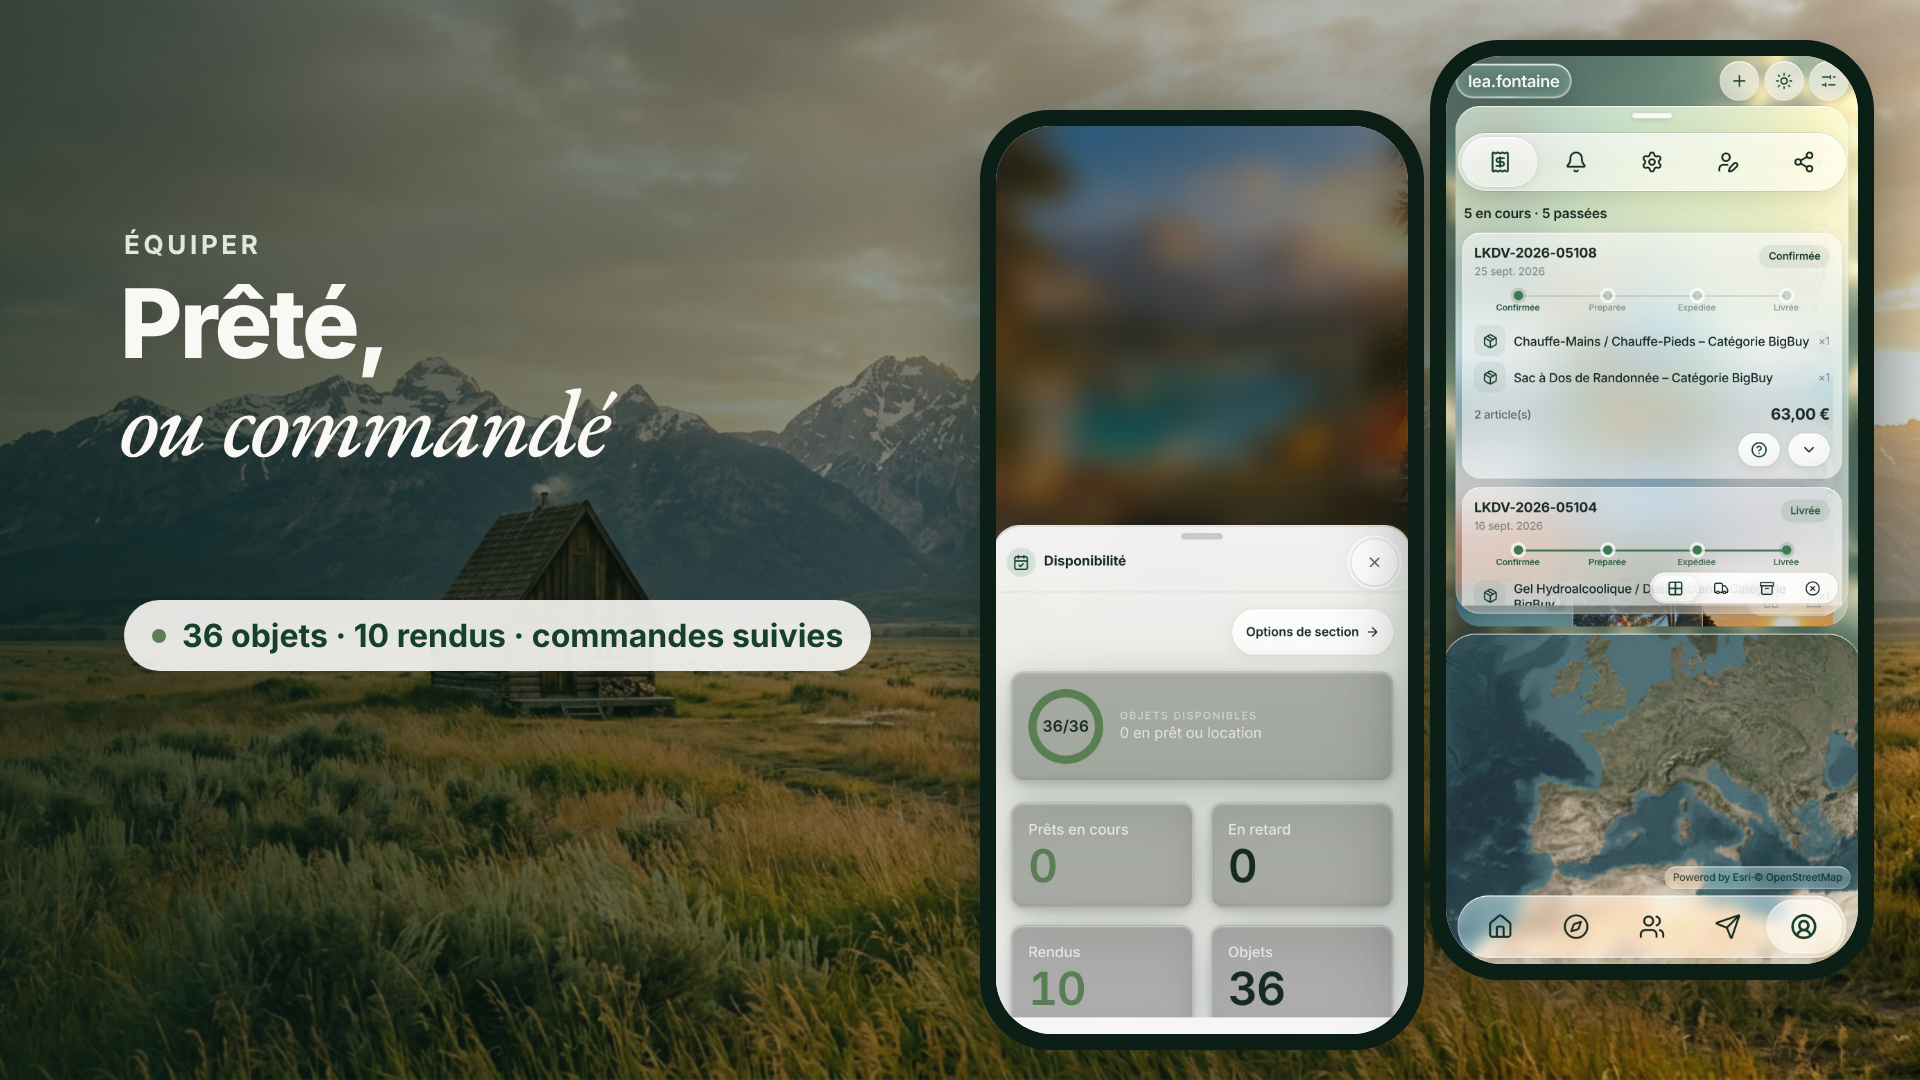 ÉQUIPER
Prêté,
ou commandé
36 objets · 10 rendus · commandes suivies
Disponibilité
Options de section
36/36
OBJETS DISPONIBLES
0 en prêt ou location
Prêts en cours
0
En retard
0
Rendus
10
Objets
36
lea.fontaine
5 en cours · 5 passées
LKDV-2026-05108
Confirmée
25 sept. 2026
Confirmée
Préparée
Expédiée
Livrée
Chauffe-Mains / Chauffe-Pieds – Catégorie BigBuy ×1
Sac à Dos de Randonnée – Catégorie BigBuy ×1
2 article(s)
63,00 €
LKDV-2026-05104
Livrée
16 sept. 2026
Confirmée
Préparée
Expédiée
Livrée
Gel Hydroalcoolique /
BigBuy
Powered by Esri · © OpenStreetMap